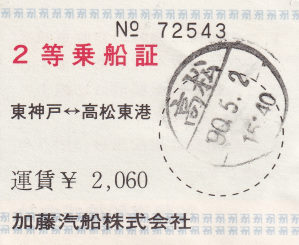 № 72543
2等乗船証
東神戸↔高松東港
高松
90.5.2
15:40
運賃¥ 2,060
加藤汽船株式会社